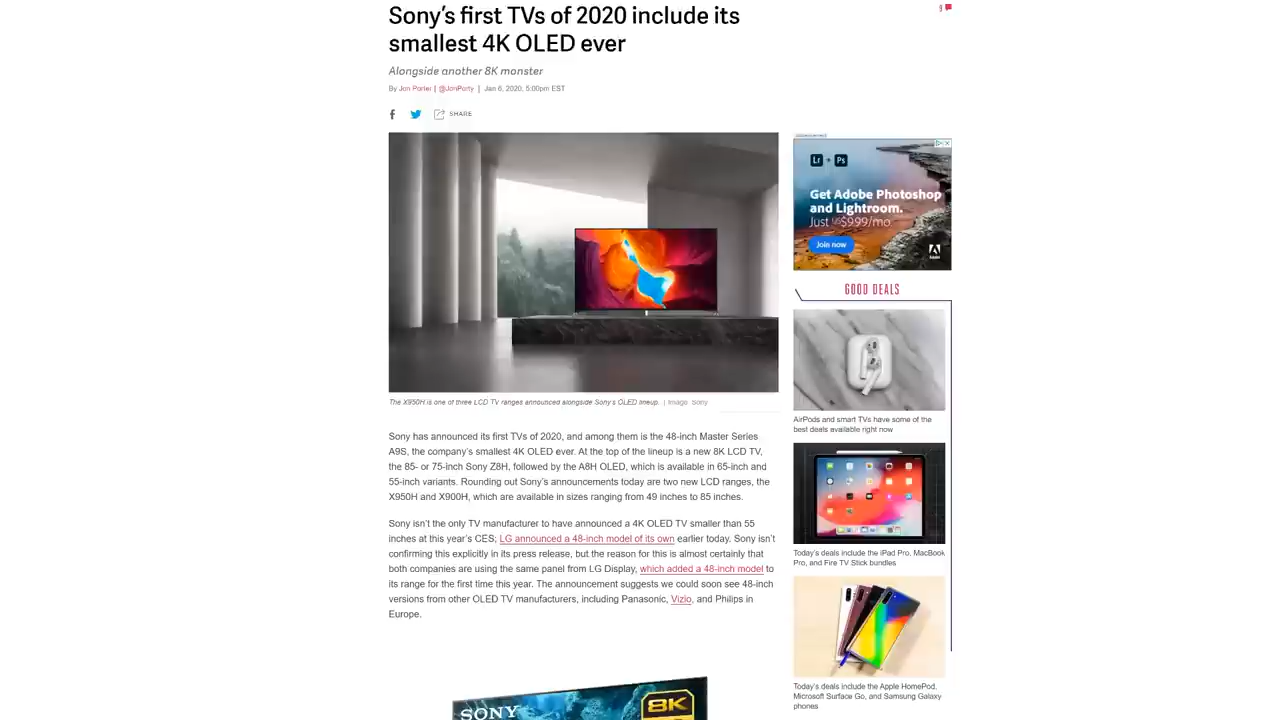 Sony's first TVs of 2020 include its
smallest 4K OLED ever
9
Alongside another 8K monster
By Jon Porter | @JonPorty | Jan 6, 2020, 5:00pm EST
SHARE
The X950H is one of three LCD TV ranges announced alongside Sony's OLED lineup. | Image: Sony
Sony has announced its first TVs of 2020, and among them is the 48-inch Master Series
A9S, the company's smallest 4K OLED ever. At the top of the lineup is a new 8K LCD TV,
the 85- or 75-inch Sony Z8H, followed by the A8H OLED, which is available in 65-inch and
55-inch variants. Rounding out Sony's announcements today are two new LCD ranges, the
X950H and X900H, which are available in sizes ranging from 49 inches to 85 inches.
Sony isn't the only TV manufacturer to have announced a 4K OLED TV smaller than 55
inches at this year's CES; LG announced a 48-inch model of its own earlier today. Sony isn't
confirming this explicitly in its press release, but the reason for this is almost certainly that
both companies are using the same panel from LG Display, which added a 48-inch model to
its range for the first time this year. The announcement suggests we could soon see 48-inch
versions from other OLED TV manufacturers, including Panasonic, Vizio, and Philips in
Europe.
SONY
8K
Lr + Ps
Get Adobe Photoshop
and Lightroom.
Just US$9.99/mo
Join now
Adobe
GOOD DEALS
AirPods and smart TVs have some of the
best deals available right now
Today's deals include the iPad Pro, MacBook
Pro, and Fire TV Stick bundles
Today's deals include the Apple HomePod,
Microsoft Surface Go, and Samsung Galaxy
phones